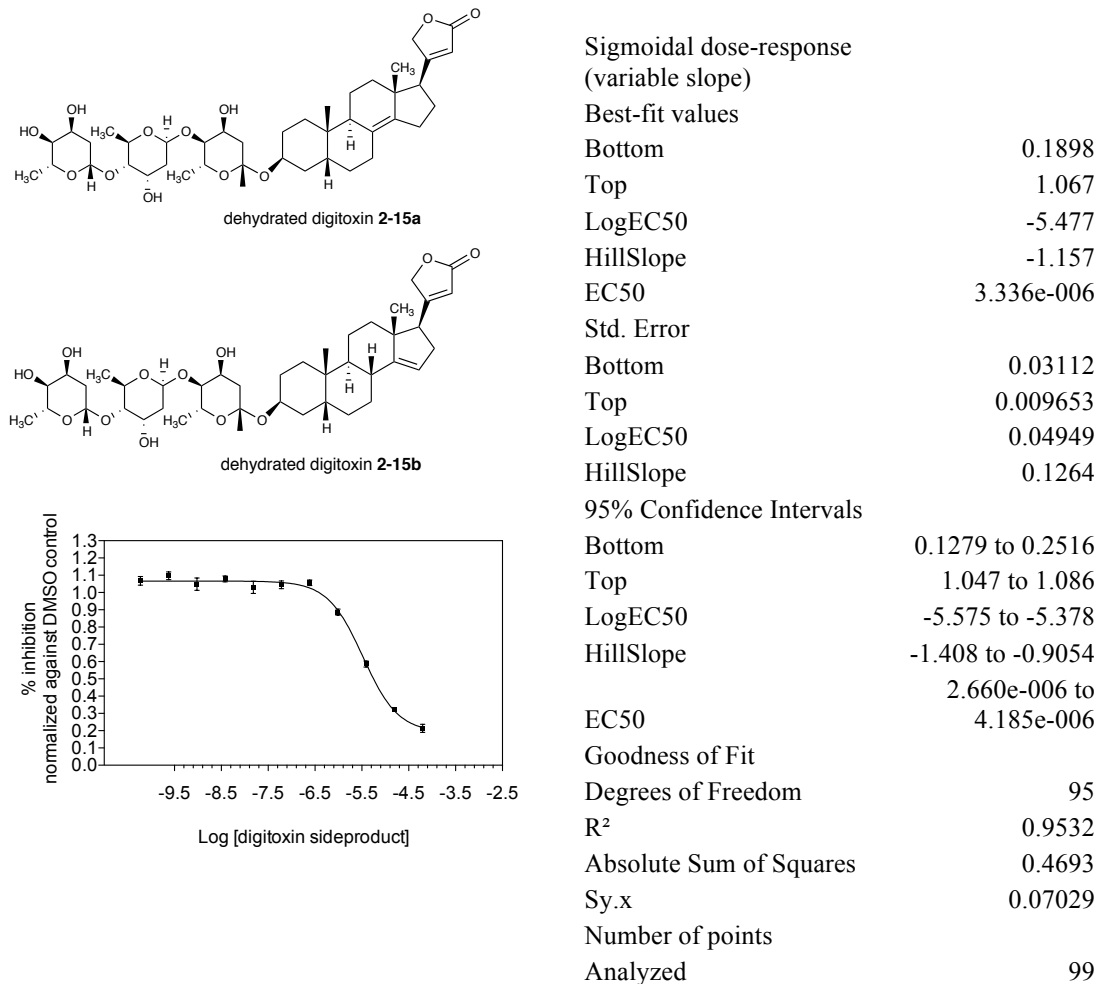 O
O
CH3
OH
OH
H
OH
HO
H3C
O
O
H3C
O
H
O
OH
H3C
O
O
H
H
dehydrated digitoxin 2-15a
O
O
CH3
H
OH
OH
H
OH
HO
H3C
O
O
H3C
O
H
O
OH
H3C
O
O
H
H
dehydrated digitoxin 2-15b
% inhibition
normalized against DMSO control
1.3
1.2
1.1
1.0
0.9
0.8
0.7
0.6
0.5
0.4
0.3
0.2
0.1
0.0
-9.5 -8.5 -7.5 -6.5 -5.5 -4.5 -3.5 -2.5
Log [digitoxin sideproduct]
Sigmoidal dose-response
(variable slope)
Best-fit values
Bottom 0.1898
Top 1.067
LogEC50 -5.477
HillSlope -1.157
EC50 3.336e-006
Std. Error
Bottom 0.03112
Top 0.009653
LogEC50 0.04949
HillSlope 0.1264
95% Confidence Intervals
Bottom 0.1279 to 0.2516
Top 1.047 to 1.086
LogEC50 -5.575 to -5.378
HillSlope -1.408 to -0.9054
2.660e-006 to
EC50 4.185e-006
Goodness of Fit
Degrees of Freedom 95
R² 0.9532
Absolute Sum of Squares 0.4693
Sy.x 0.07029
Number of points
Analyzed 99